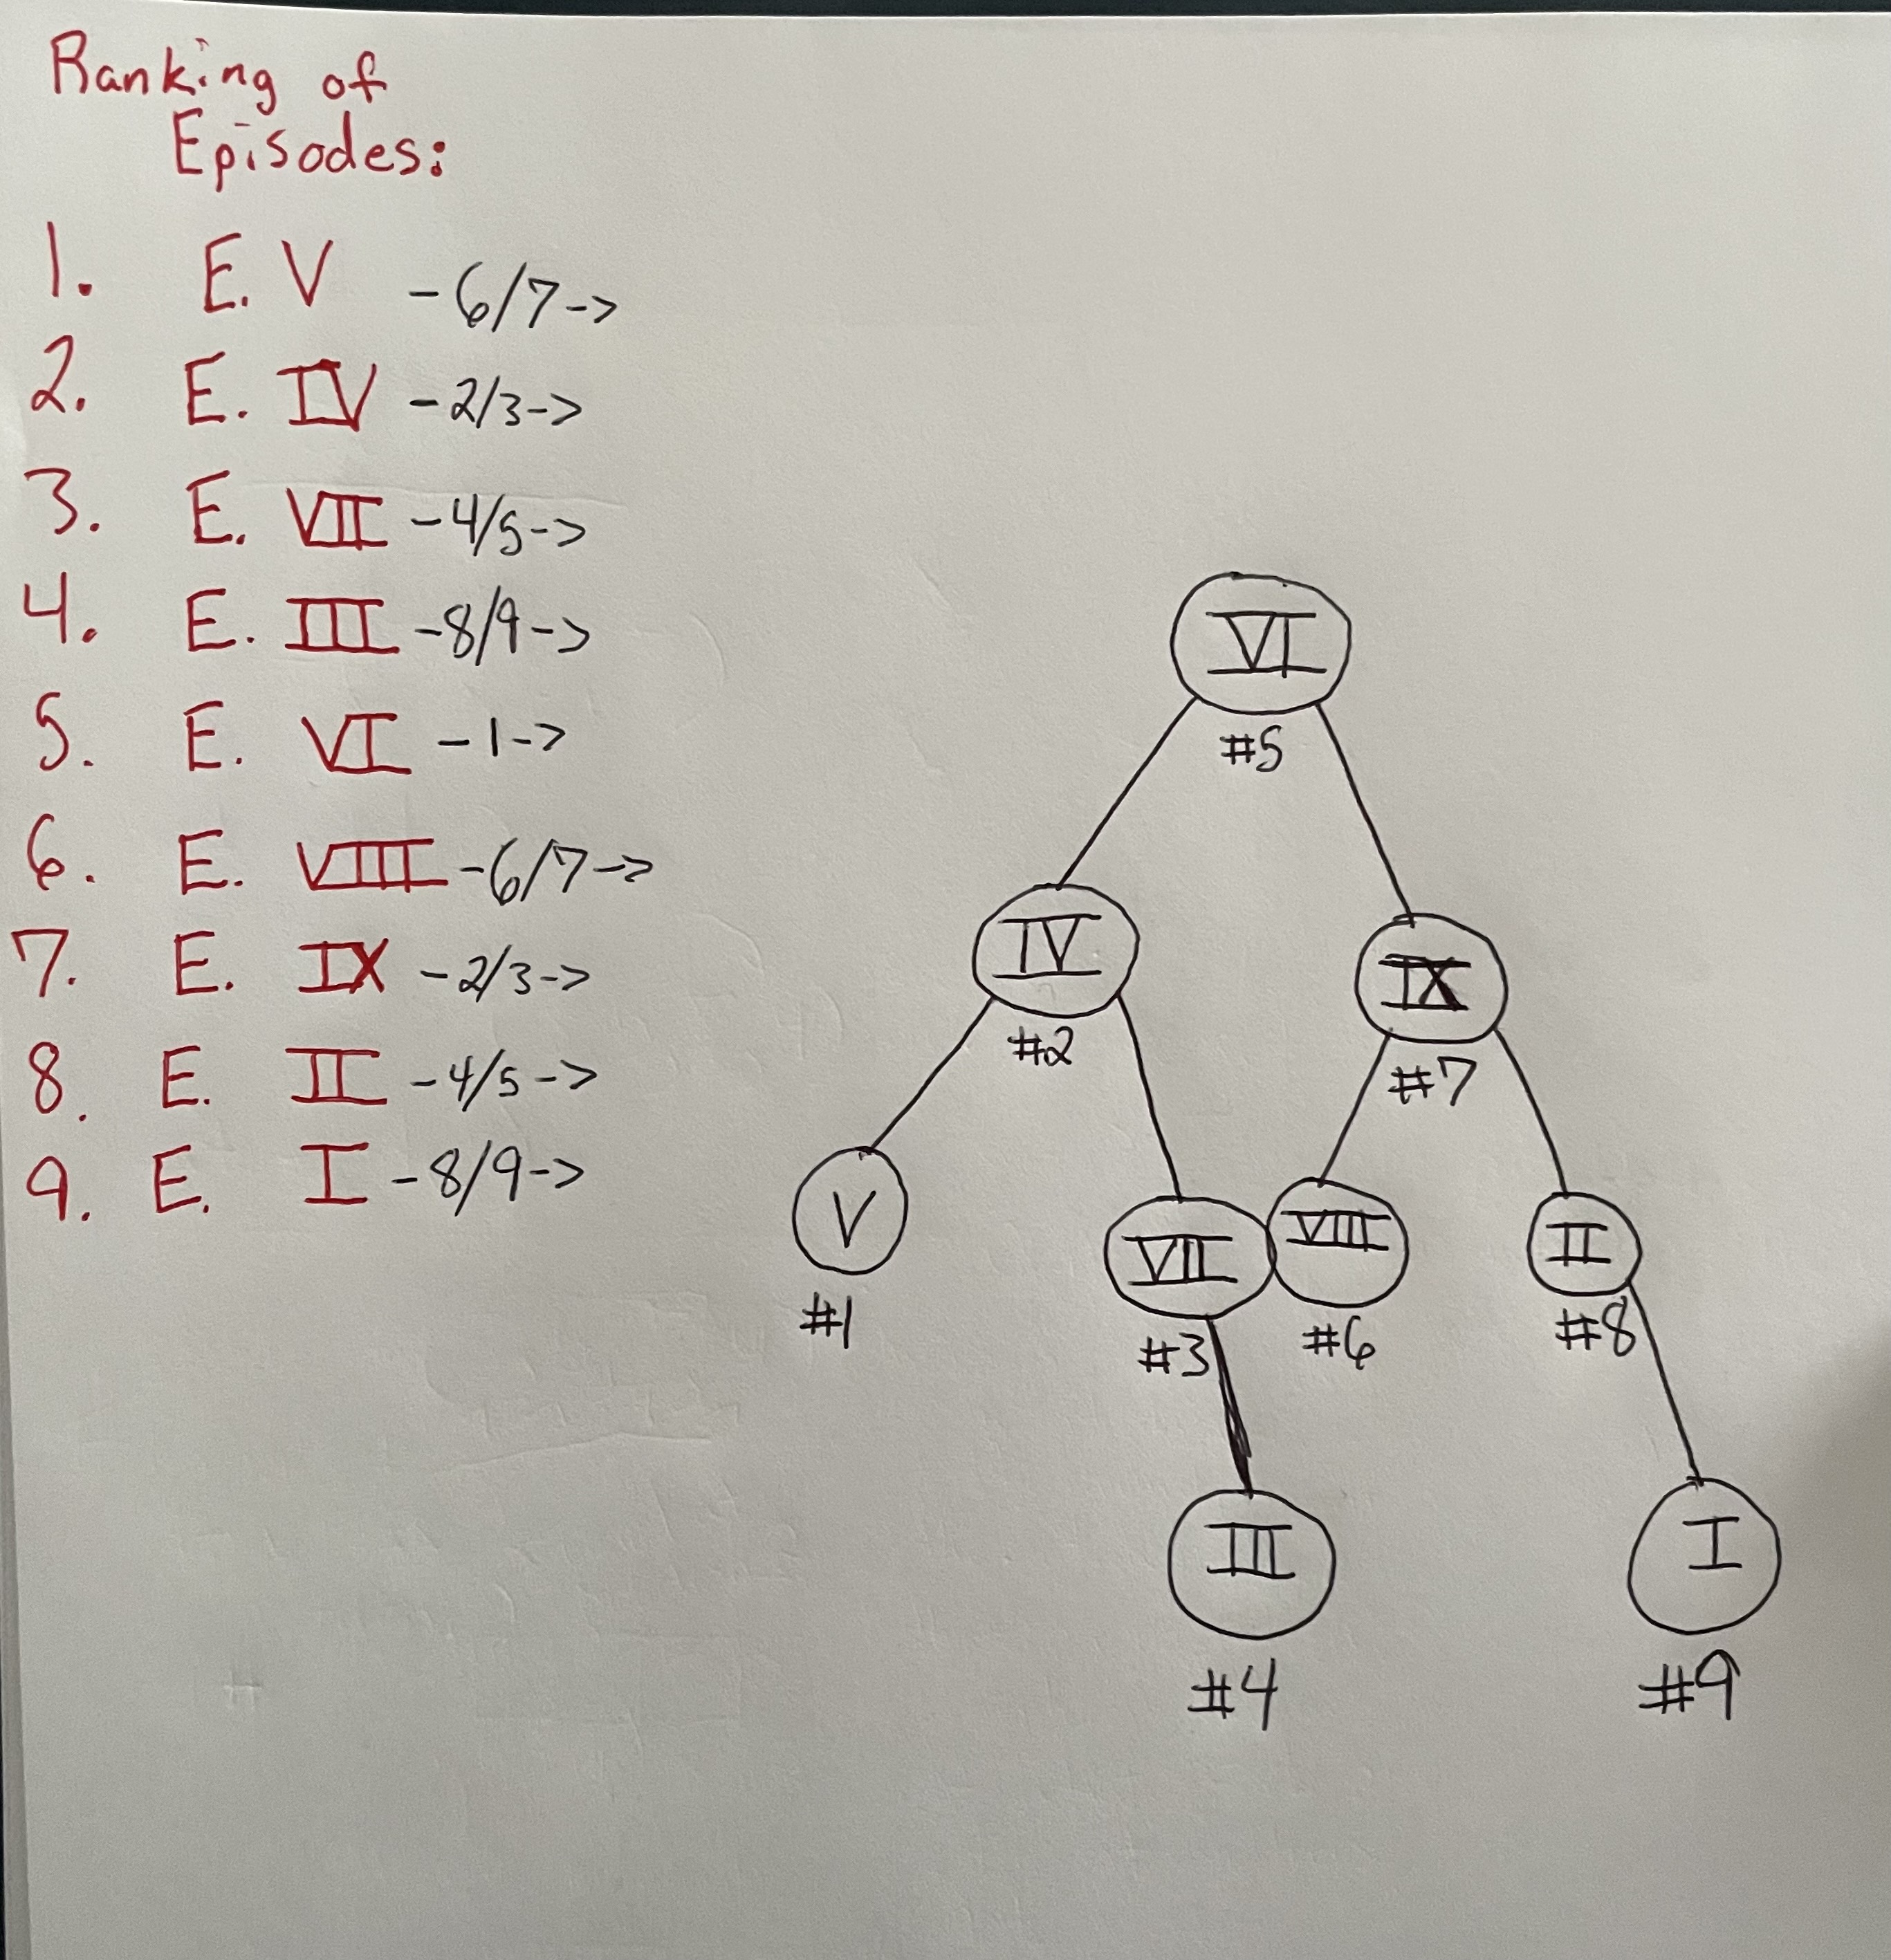 Ranking of
Episodes:
1. E. V - 6/7->
2. E. IV - 2/3->
3. E. VII - 4/5->
4. E. III - 8/9->
5. E. VI - 1->
6. E. VIII - 6/7->
7. E. IX - 2/3->
8. E. II - 4/5->
9. E. I - 8/9->
VI
#5
IV
IX
#2
#7
V
VII
VIII
II
#1
#3
#6
#8
III
I
#4
#9